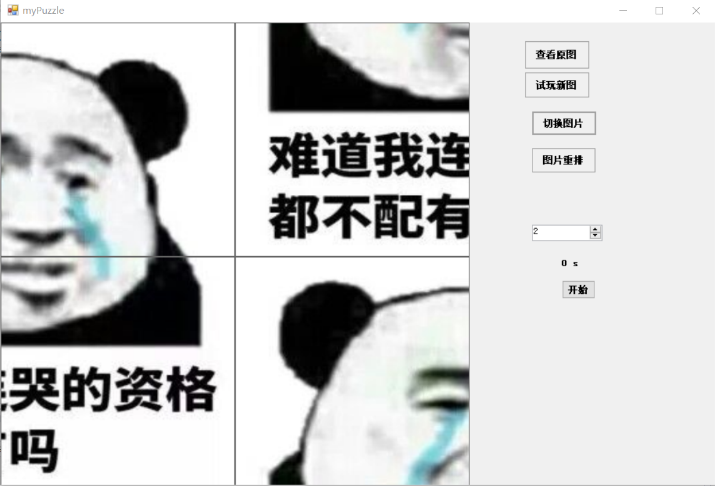 myPuzzle
难道我连
都不配有
哭的资格
吗
查看原图
试玩新图
切换图片
图片重排
2
0 s
开始